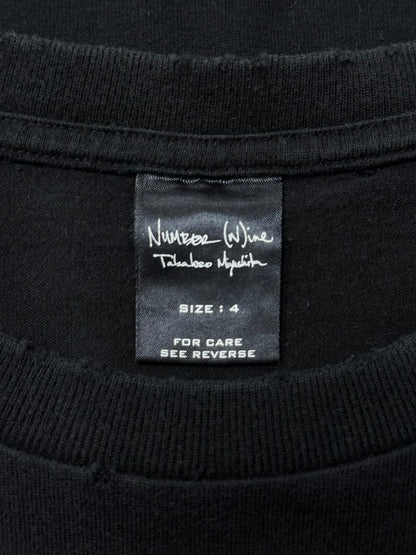 NUMBER (N)ine
Takahiro Miyashita
SIZE : 4
FOR CARE
SEE REVERSE